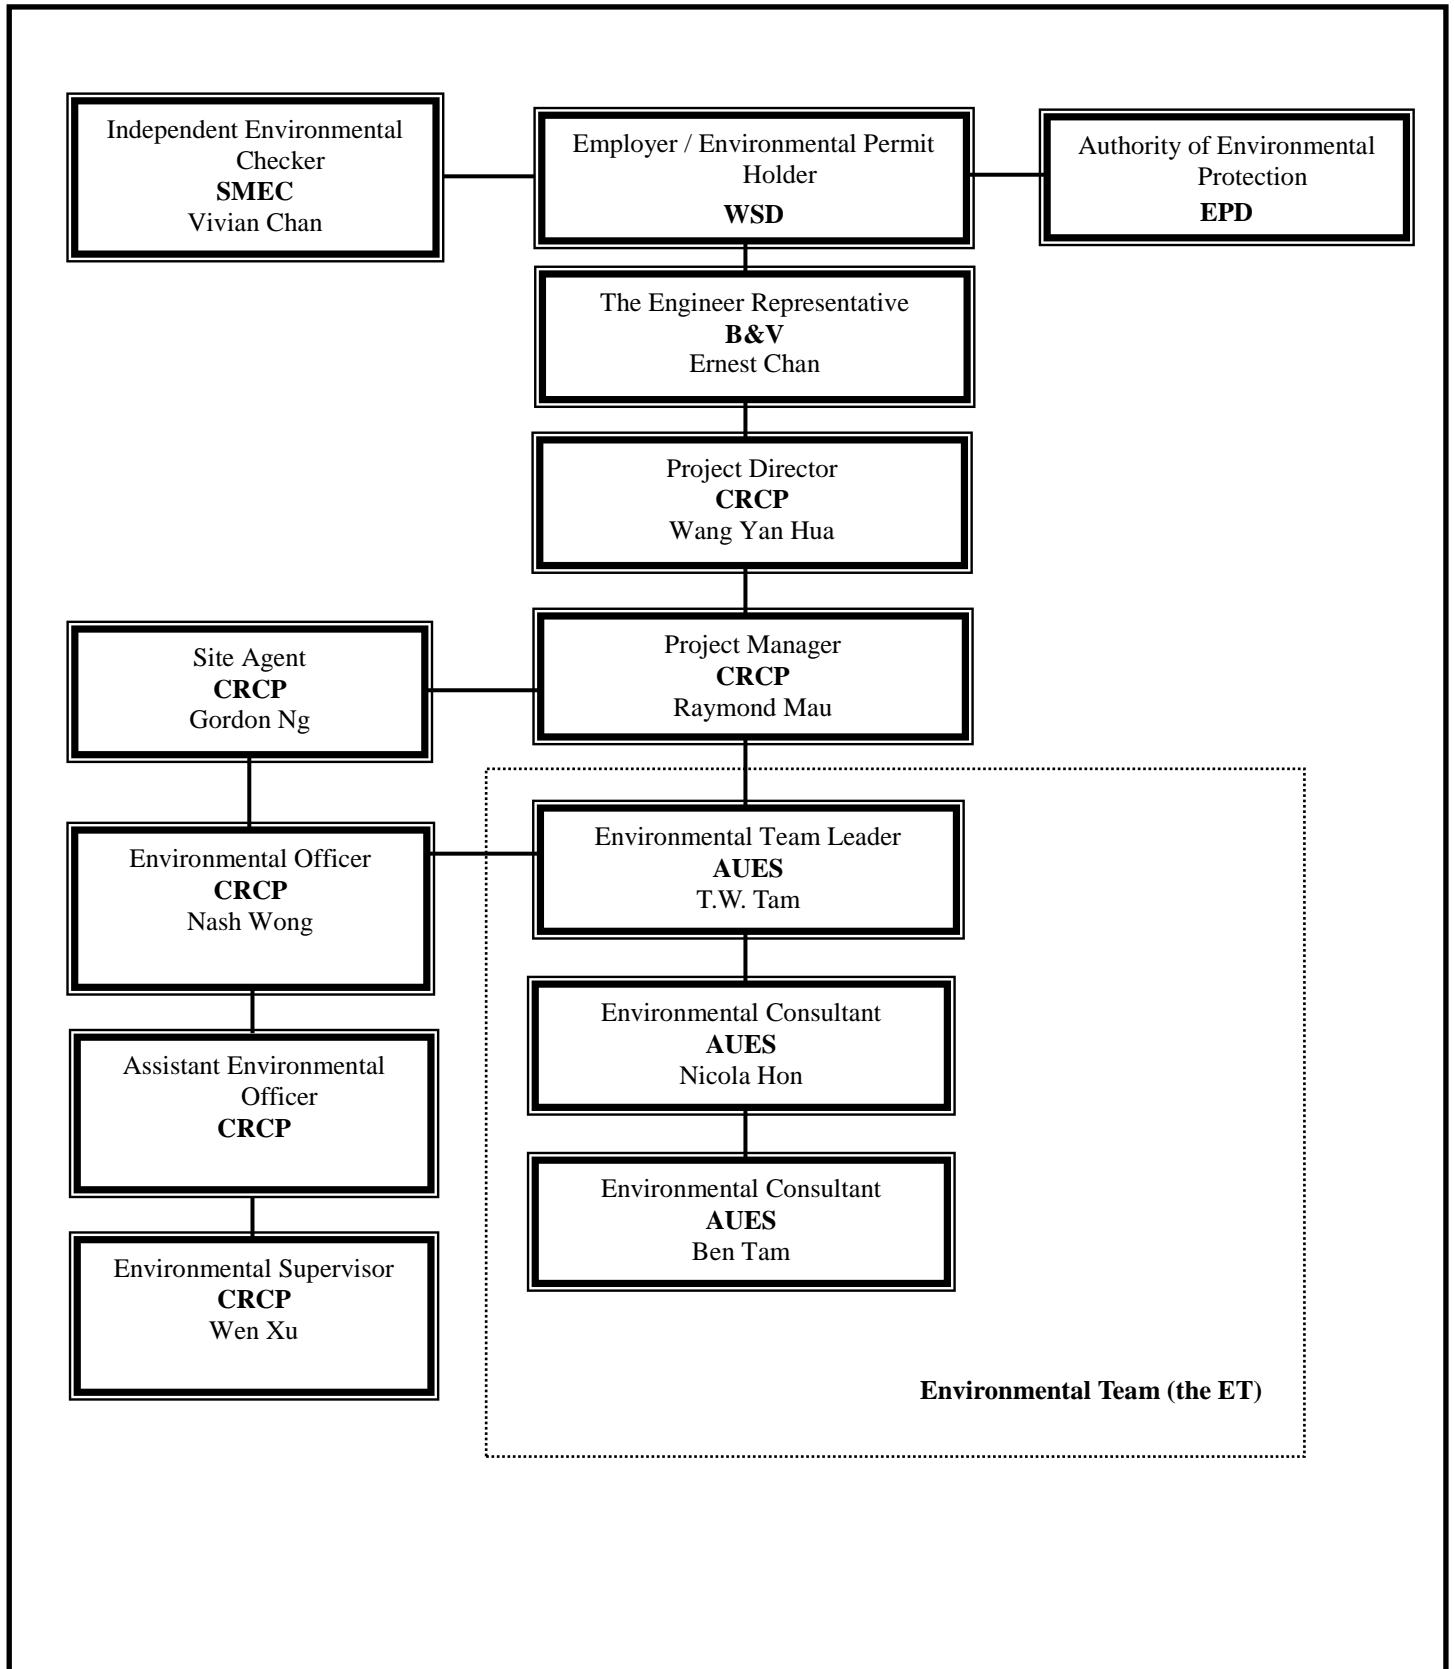 Independent Environmental
Checker
SMEC
Vivian Chan
Employer / Environmental Permit
Holder
WSD
Authority of Environmental
Protection
EPD
The Engineer Representative
B&V
Ernest Chan
Project Director
CRCP
Wang Yan Hua
Site Agent
CRCP
Gordon Ng
Project Manager
CRCP
Raymond Mau
Environmental Officer
CRCP
Nash Wong
Environmental Team Leader
AUES
T.W. Tam
Assistant Environmental
Officer
CRCP
Environmental Consultant
AUES
Nicola Hon
Environmental Supervisor
CRCP
Wen Xu
Environmental Consultant
AUES
Ben Tam
Environmental Team (the ET)